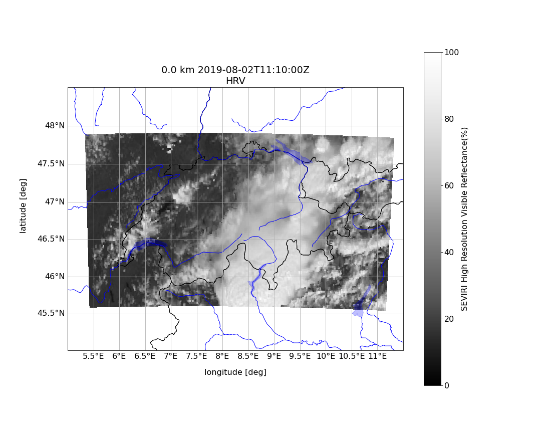 0.0 km 2019-08-02T11:10:00Z
HRV
48°N
47.5°N
47°N
46.5°N
46°N
45.5°N
latitude [deg]
5.5°E 6°E 6.5°E 7°E 7.5°E 8°E 8.5°E 9°E 9.5°E 10°E 10.5°E 11°E
longitude [deg]
100
80
60
40
20
0
SEVIRI High Resolution Visible Reflectance[%]